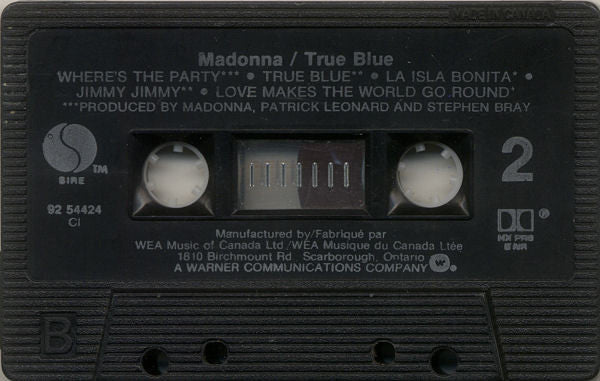 MADE IN CANADA
Madonna / True Blue
WHERE'S THE PARTY*** • TRUE BLUE** • LA ISLA BONITA* •
JIMMY JIMMY** • LOVE MAKES THE WORLD GO ROUND*
***PRODUCED BY MADONNA, PATRICK LEONARD AND STEPHEN BRAY
SIRE TM
2
92 54424
CI
HX PRO
Manufactured by/Fabriqué par
WEA Music of Canada Ltd./WEA Musique du Canada Ltée
1810 Birchmount Rd Scarborough, Ontario
A WARNER COMMUNICATIONS COMPANY
B